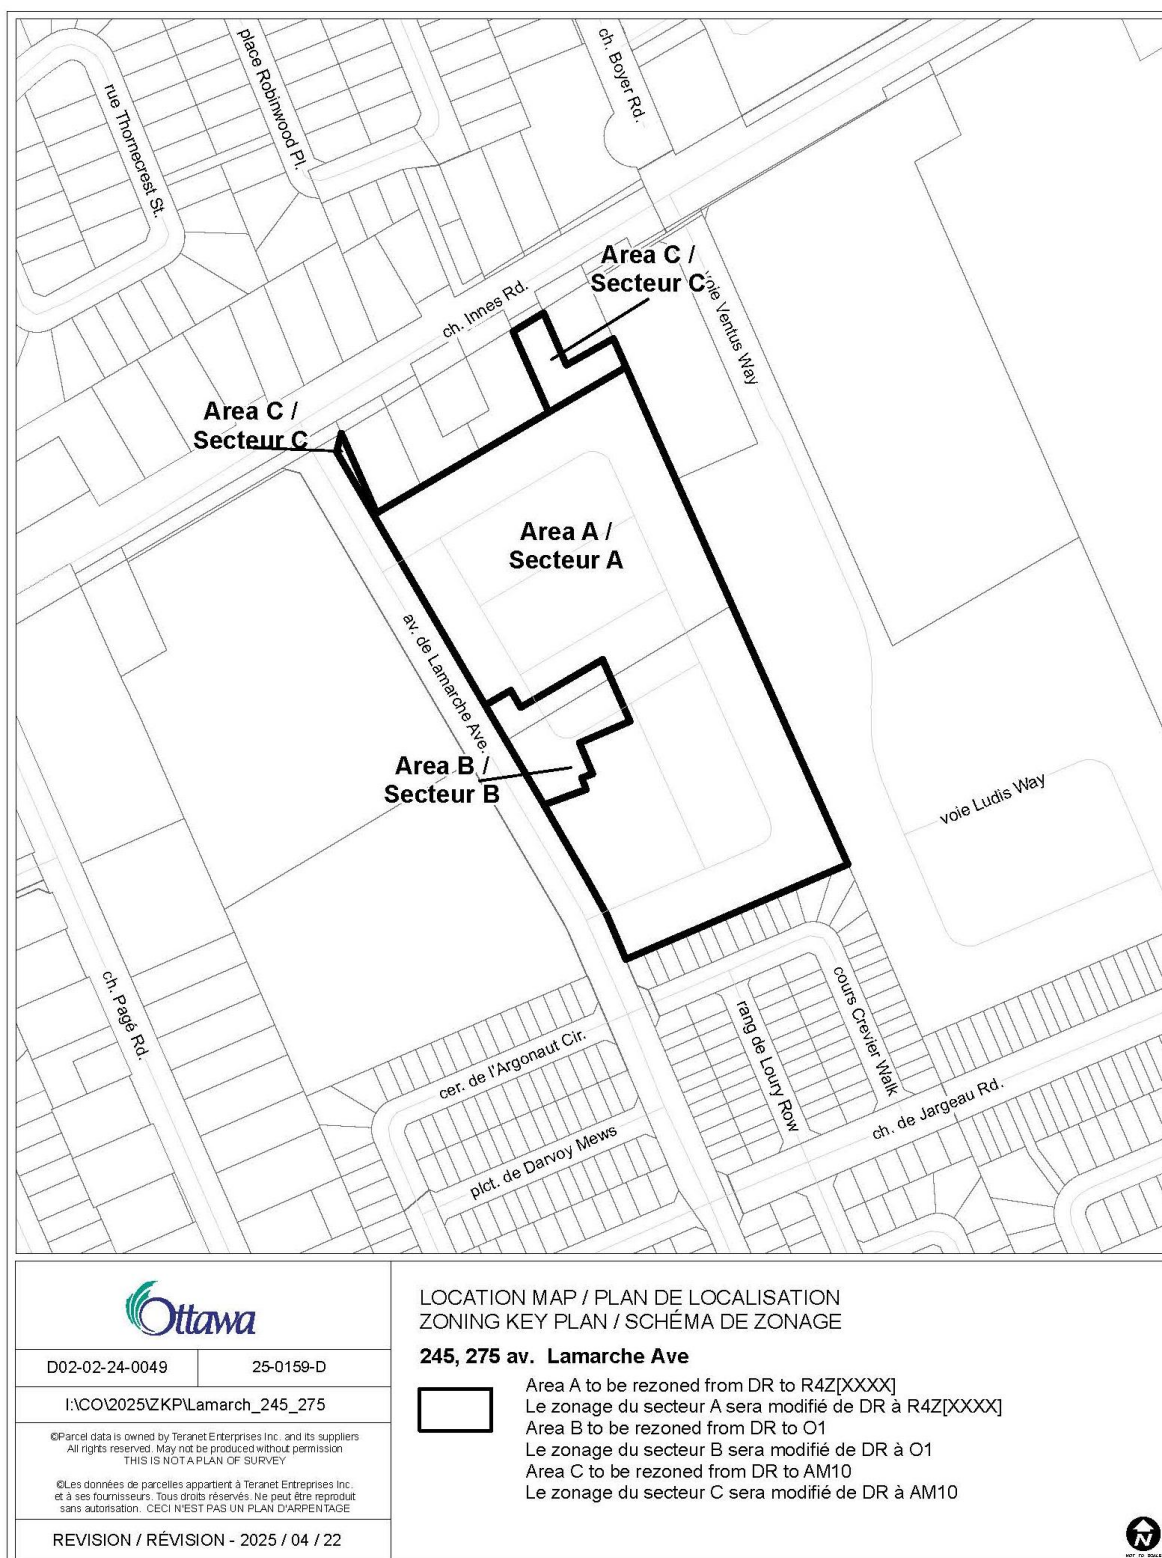 rue Thornecrest St.
place Robinwood Pl.
ch. Boyer Rd.
ch. Innes Rd.
Area C /
Secteur C
voie Ventus Way
Area C /
Secteur C
Area A /
Secteur A
av. de Lamarche Ave.
Area B /
Secteur B
voie Ludis Way
ch. Pagé Rd.
cours Crevier Walk
rang de Loury Row
cer. de l'Argonaut Cir.
ch. de Jargeau Rd.
plct. de Darvoy Mews
Ottawa
D02-02-24-0049
25-0159-D
I:\CO\2025\ZKP\Lamarch_245_275
©Parcel data is owned by Teranet Enterprises Inc. and its suppliers
All rights reserved. May not be produced without permission
THIS IS NOT A PLAN OF SURVEY
©Les données de parcelles appartient à Teranet Entreprises Inc.
et à ses fournisseurs. Tous droits réservés. Ne peut être reproduit
sans autorisation. CECI N'EST PAS UN PLAN D'ARPENTAGE
REVISION / RÉVISION - 2025 / 04 / 22
LOCATION MAP / PLAN DE LOCALISATION
ZONING KEY PLAN / SCHÉMA DE ZONAGE
245, 275 av. Lamarche Ave
Area A to be rezoned from DR to R4Z[XXXX]
Le zonage du secteur A sera modifié de DR à R4Z[XXXX]
Area B to be rezoned from DR to O1
Le zonage du secteur B sera modifié de DR à O1
Area C to be rezoned from DR to AM10
Le zonage du secteur C sera modifié de DR à AM10
N
NOT TO SCALE